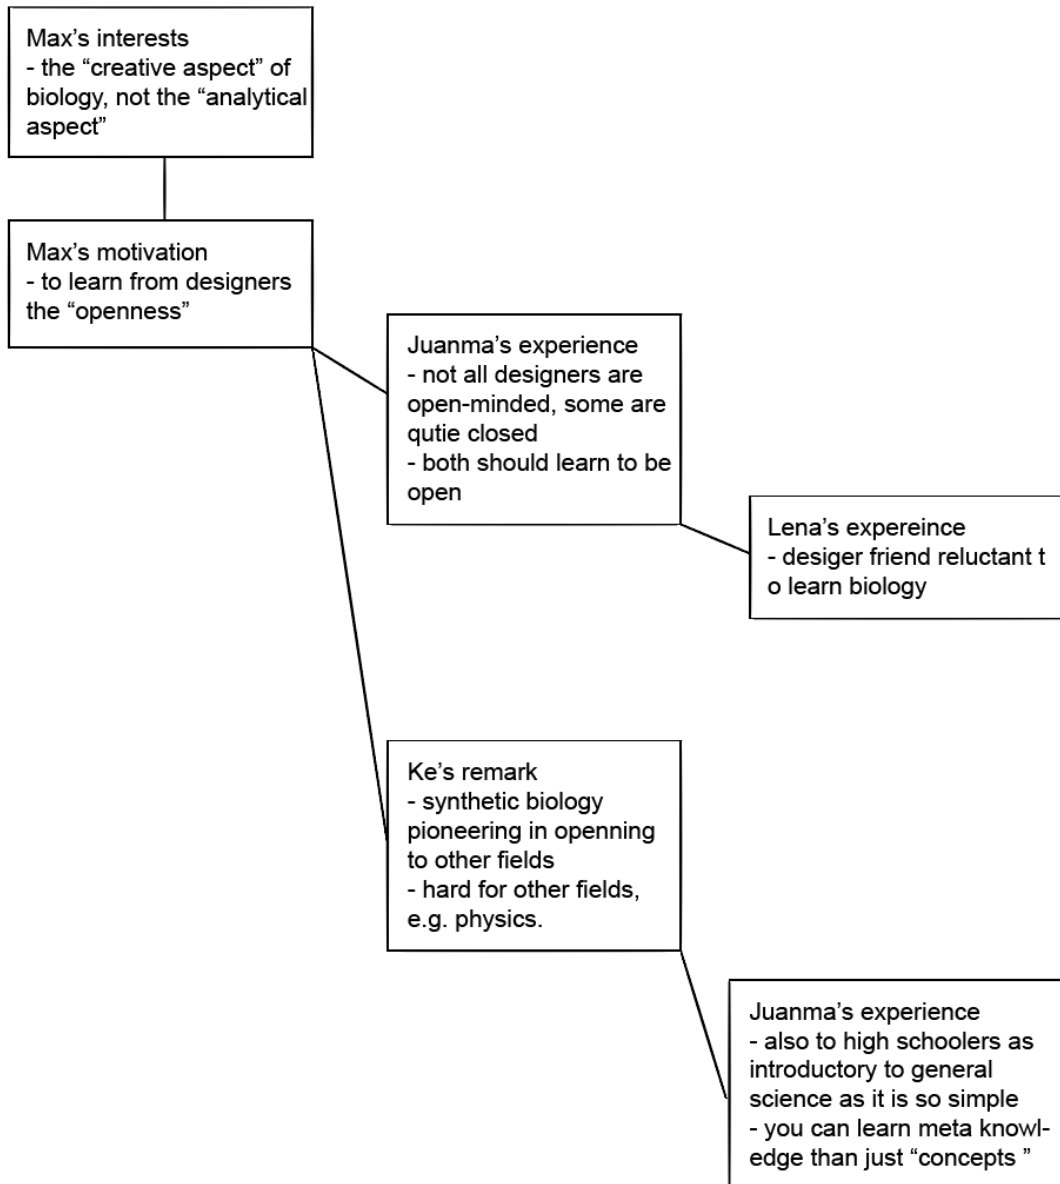 Max’s interests
- the “creative aspect” of
biology, not the “analytical
aspect”
Max’s motivation
- to learn from designers
the “openness”
Juanma’s experience
- not all designers are
open-minded, some are
qutie closed
- both should learn to be
open
Lena’s expereince
- desiger friend reluctant t
o learn biology
Ke’s remark
- synthetic biology
pioneering in openning
to other fields
- hard for other fields,
e.g. physics.
Juanma’s experience
- also to high schoolers as
introductory to general
science as it is so simple
- you can learn meta knowl-
edge than just “concepts ”